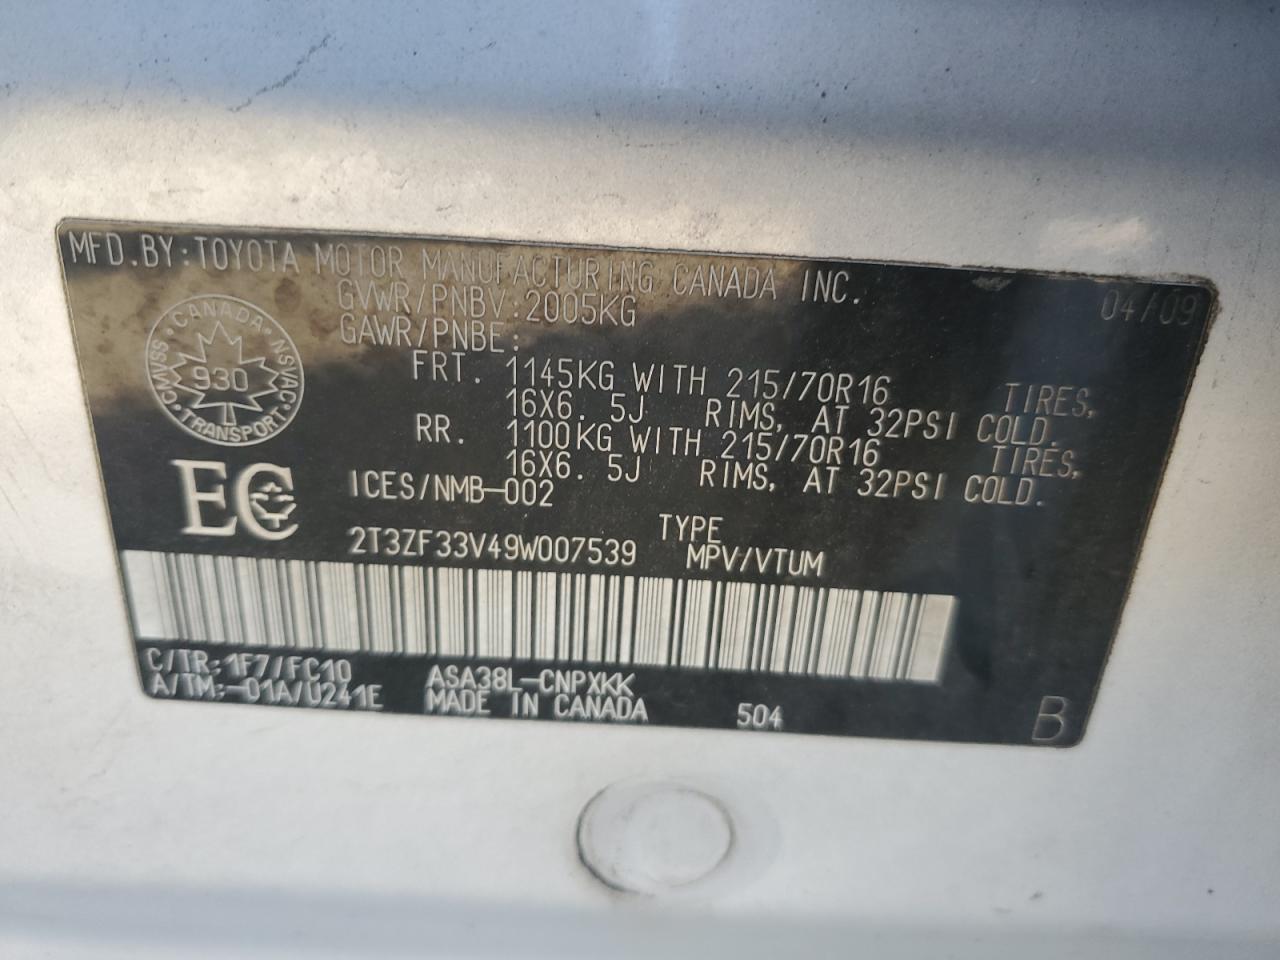 MFD.BY:TOYOTA MOTOR MANUFACTURING CANADA INC. 04/09
GVWR/PNBV:2005KG
GAWR/PNBE:
FRT. 1145KG WITH 215/70R16 TIRES,
16X6. 5J RIMS, AT 32PSI COLD.
RR. 1100KG WITH 215/70R16 TIRES,
16X6. 5J RIMS, AT 32PSI COLD.
CANADA
CMVSS NSVAC
930
TRANSPORT
EC ICES/NMB-002
2T3ZF33V49W007539 TYPE
MPV/VTUM
C/TR:1F7/FC10 ASA38L-CNPXKK
A/TM:-01A/U241E MADE IN CANADA 504 B